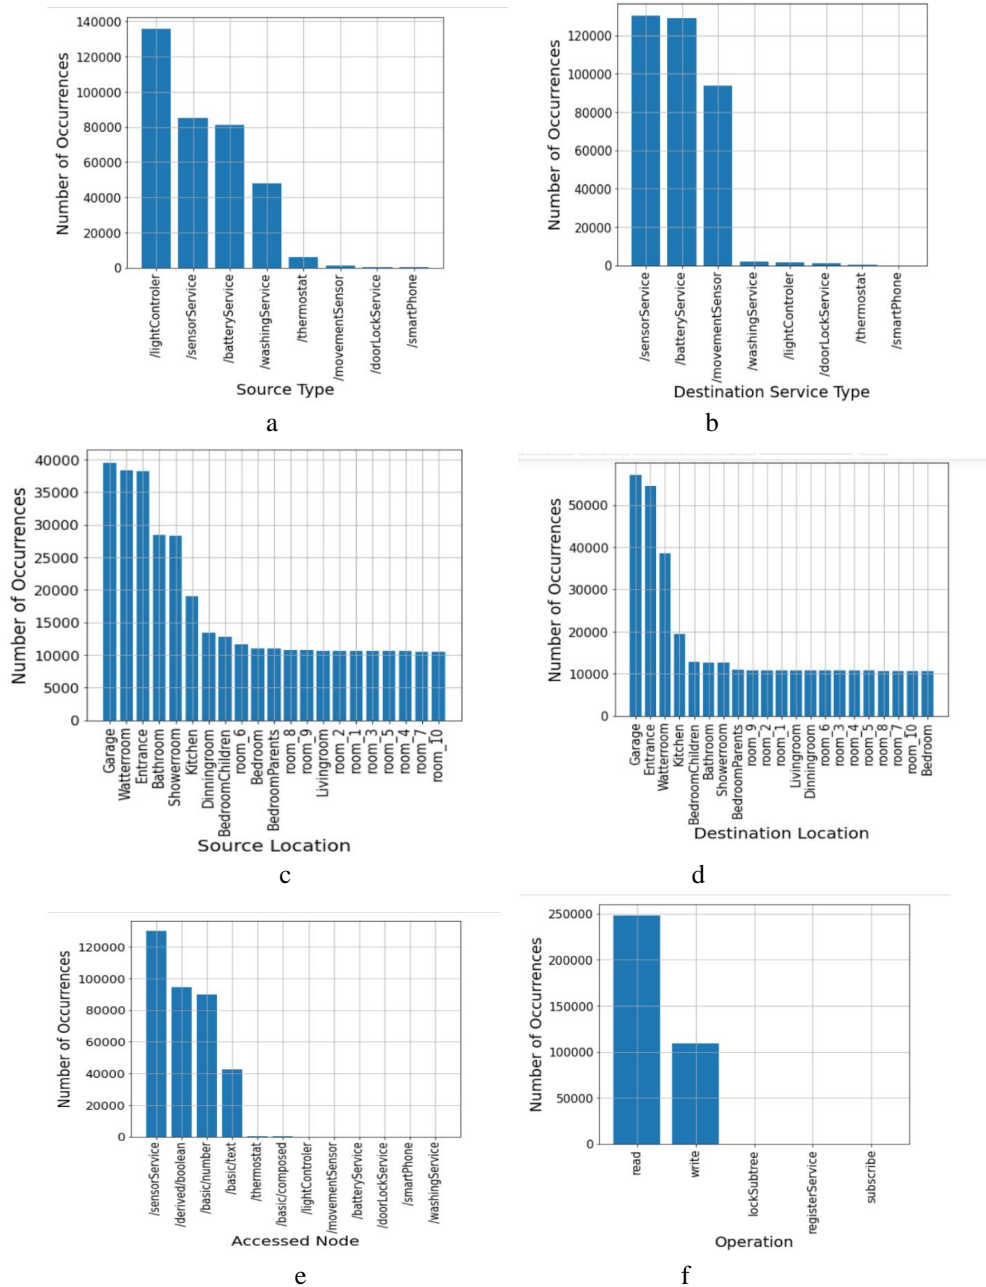 140000
120000
100000
80000
60000
40000
20000
0
Number of Occurrences
/lightControler
/sensorService
/batteryService
/washingService
/thermostat
/movementSensor
/doorLockService
/smartPhone
Source Type
a
120000
100000
80000
60000
40000
20000
0
Number of Occurrences
/sensorService
/batteryService
/movementSensor
/washingService
/lightControler
/doorLockService
/thermostat
/smartPhone
Destination Service Type
b
40000
35000
30000
25000
20000
15000
10000
5000
0
Number of Occurrences
Garage
Watterroom
Entrance
Bathroom
Showerroom
Kitchen
Dinningroom
BedroomChildren
room_6
Bedroom
BedroomParents
room_8
room_9
Livingroom
room_2
room_1
room_3
room_5
room_4
room_7
room_10
Source Location
c
50000
40000
30000
20000
10000
0
Number of Occurrences
Garage
Entrance
Watterroom
Kitchen
BedroomChildren
Bathroom
Showerroom
BedroomParents
room_9
room_2
room_1
Livingroom
Dinningroom
room_6
room_3
room_4
room_5
room_8
room_7
room_10
Bedroom
Destination Location
d
120000
100000
80000
60000
40000
20000
0
Number of Occurrences
/sensorService
/derived/boolean
/basic/number
/basic/text
/thermostat
/basic/composed
/lightControler
/movementSensor
/batteryService
/doorLockService
/smartPhone
/washingService
Accessed Node
e
250000
200000
150000
100000
50000
0
Number of Occurrences
read
write
lockSubtree
registerService
subscribe
Operation
f